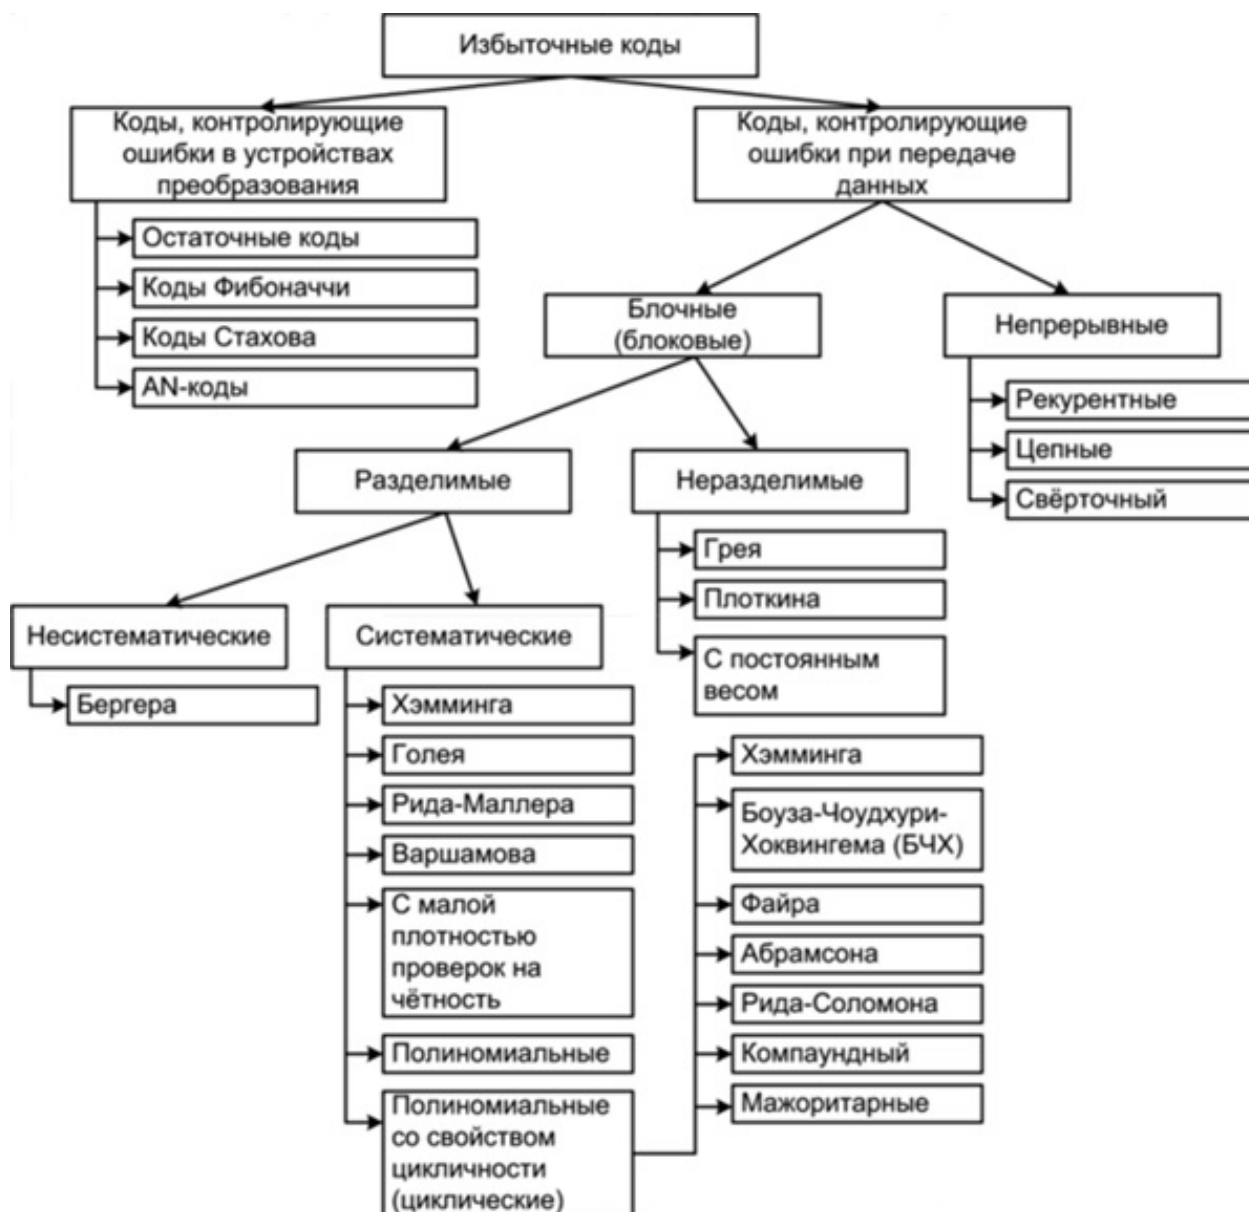 Избыточные коды
Коды, контролирующие
ошибки в устройствах
преобразования
Коды, контролирующие
ошибки при передаче
данных
Остаточные коды
Коды Фибоначчи
Коды Стахова
AN-коды
Блочные
(блоковые)
Непрерывные
Рекурентные
Цепные
Свёрточный
Разделимые
Неразделимые
Грея
Плоткина
С постоянным
весом
Несистематические
Бергера
Систематические
Хэмминга
Голея
Рида-Маллера
Варшамова
С малой
плотностью
проверок на
чётность
Полиномиальные
Полиномиальные
со свойством
цикличности
(циклические)
Хэмминга
Боуза-Чоудхури-
Хоквингема (БЧХ)
Файра
Абрамсона
Рида-Соломона
Компаундный
Мажоритарные